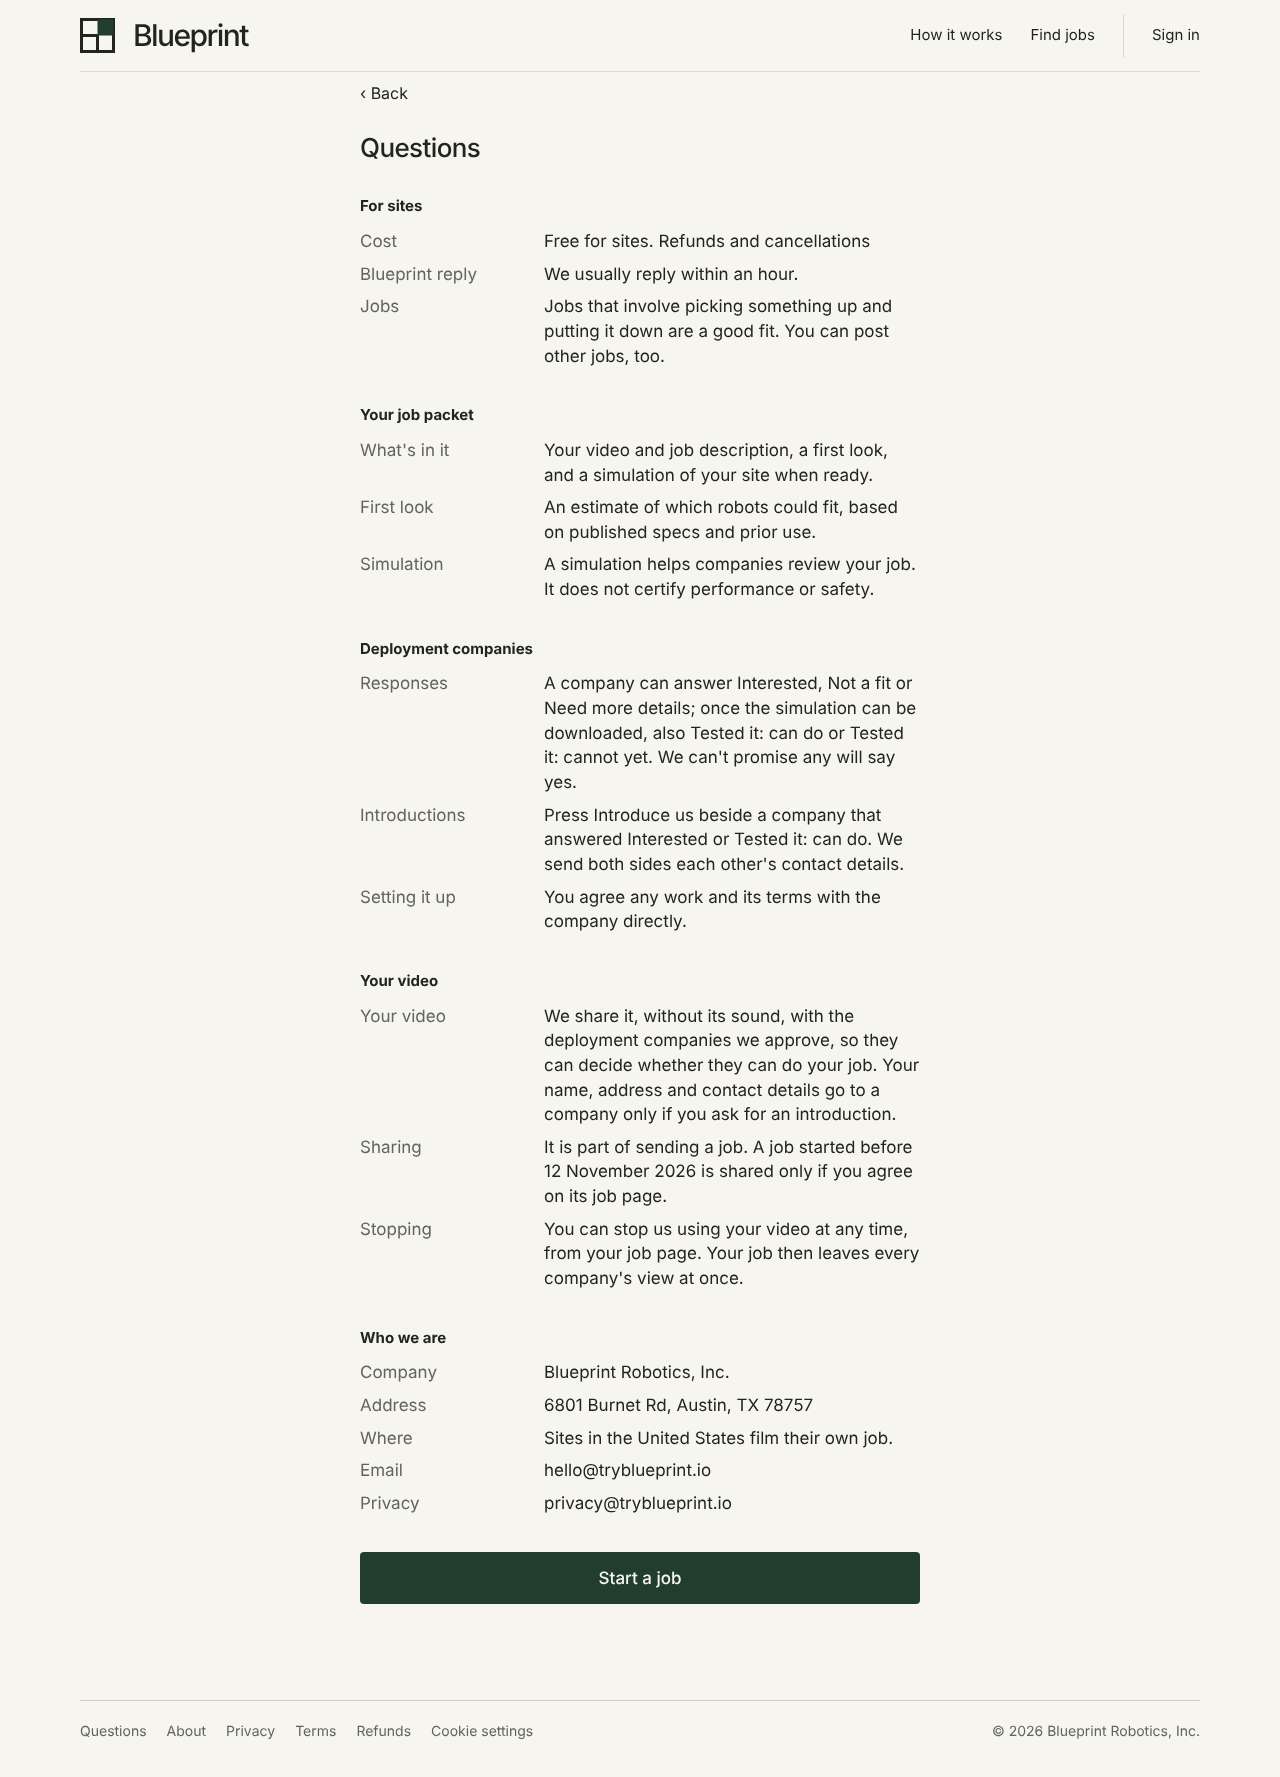 Blueprint
How it works
Find jobs
Sign in
‹ Back
Questions
For sites
Cost
Free for sites. Refunds and cancellations
Blueprint reply
We usually reply within an hour.
Jobs
Jobs that involve picking something up and
putting it down are a good fit. You can post
other jobs, too.
Your job packet
What's in it
Your video and job description, a first look,
and a simulation of your site when ready.
First look
An estimate of which robots could fit, based
on published specs and prior use.
Simulation
A simulation helps companies review your job.
It does not certify performance or safety.
Deployment companies
Responses
A company can answer Interested, Not a fit or
Need more details; once the simulation can be
downloaded, also Tested it: can do or Tested
it: cannot yet. We can't promise any will say
yes.
Introductions
Press Introduce us beside a company that
answered Interested or Tested it: can do. We
send both sides each other's contact details.
Setting it up
You agree any work and its terms with the
company directly.
Your video
Your video
We share it, without its sound, with the
deployment companies we approve, so they
can decide whether they can do your job. Your
name, address and contact details go to a
company only if you ask for an introduction.
Sharing
It is part of sending a job. A job started before
12 November 2026 is shared only if you agree
on its job page.
Stopping
You can stop us using your video at any time,
from your job page. Your job then leaves every
company's view at once.
Who we are
Company
Blueprint Robotics, Inc.
Address
6801 Burnet Rd, Austin, TX 78757
Where
Sites in the United States film their own job.
Email
hello@tryblueprint.io
Privacy
privacy@tryblueprint.io
Start a job
Questions
About
Privacy
Terms
Refunds
Cookie settings
© 2026 Blueprint Robotics, Inc.